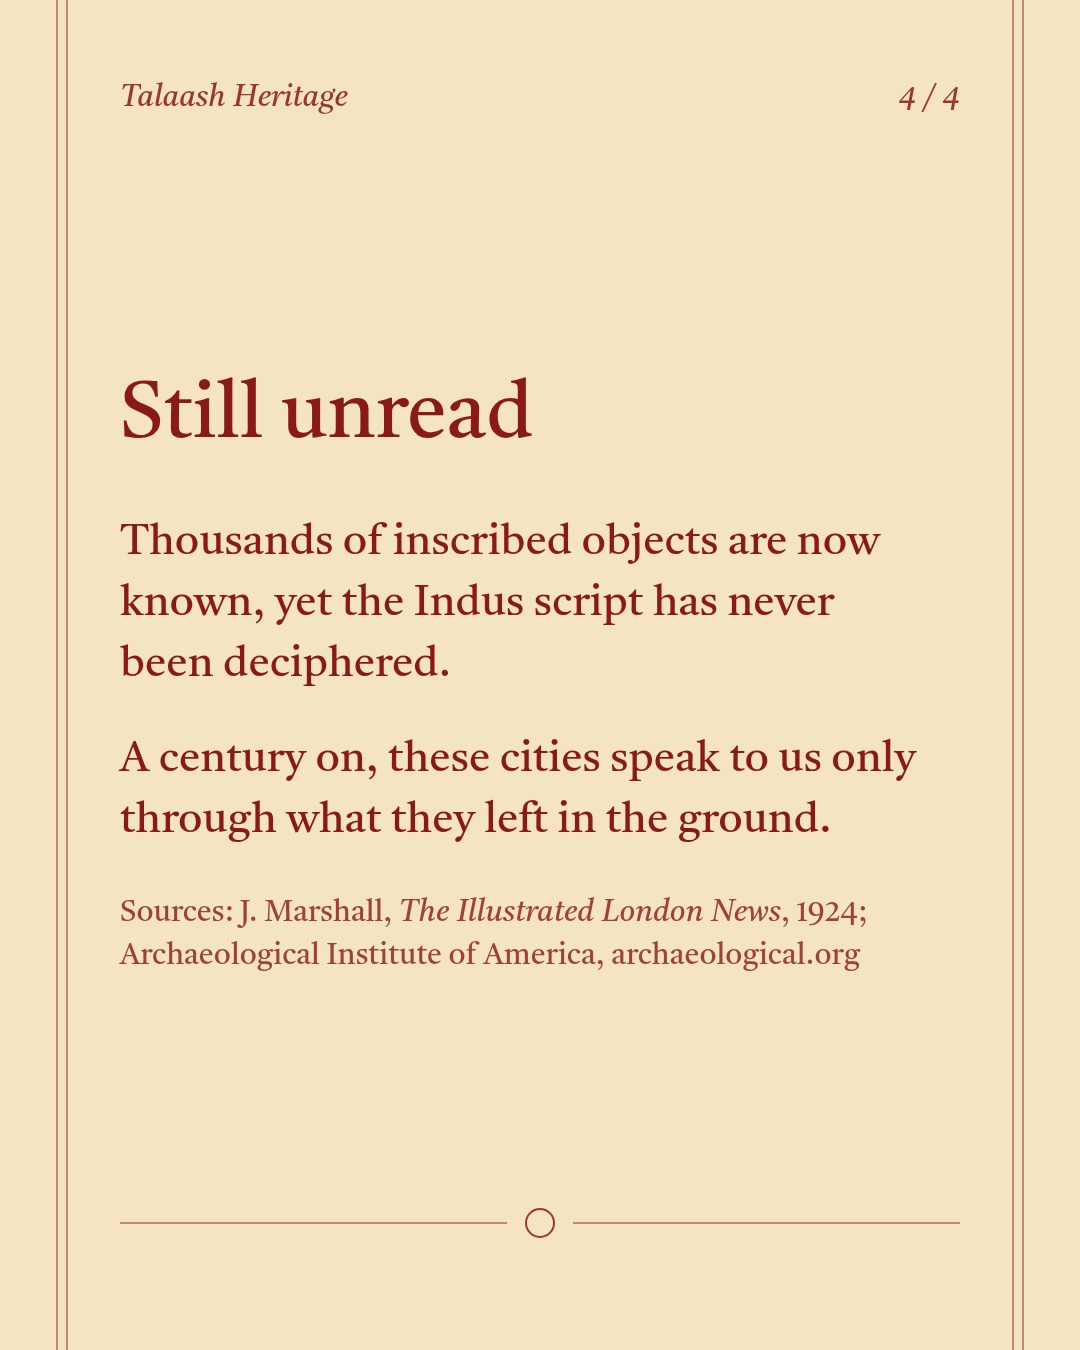 Talaash Heritage
4 / 4
Still unread
Thousands of inscribed objects are now
known, yet the Indus script has never
been deciphered.
A century on, these cities speak to us only
through what they left in the ground.
Sources: J. Marshall, The Illustrated London News, 1924;
Archaeological Institute of America, archaeological.org